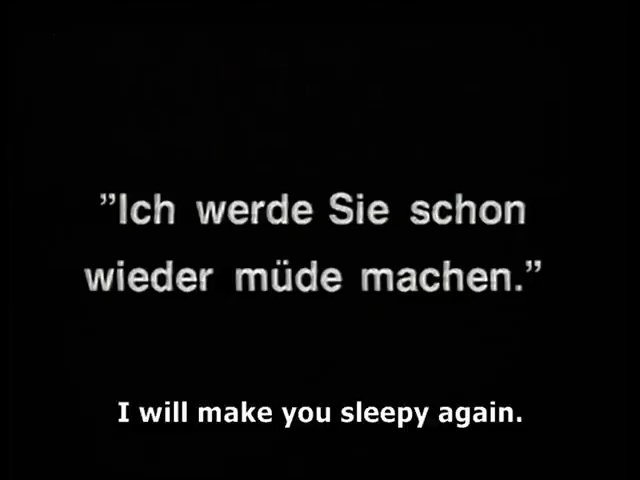 ”Ich werde Sie schon
wieder müde machen.”
I will make you sleepy again.